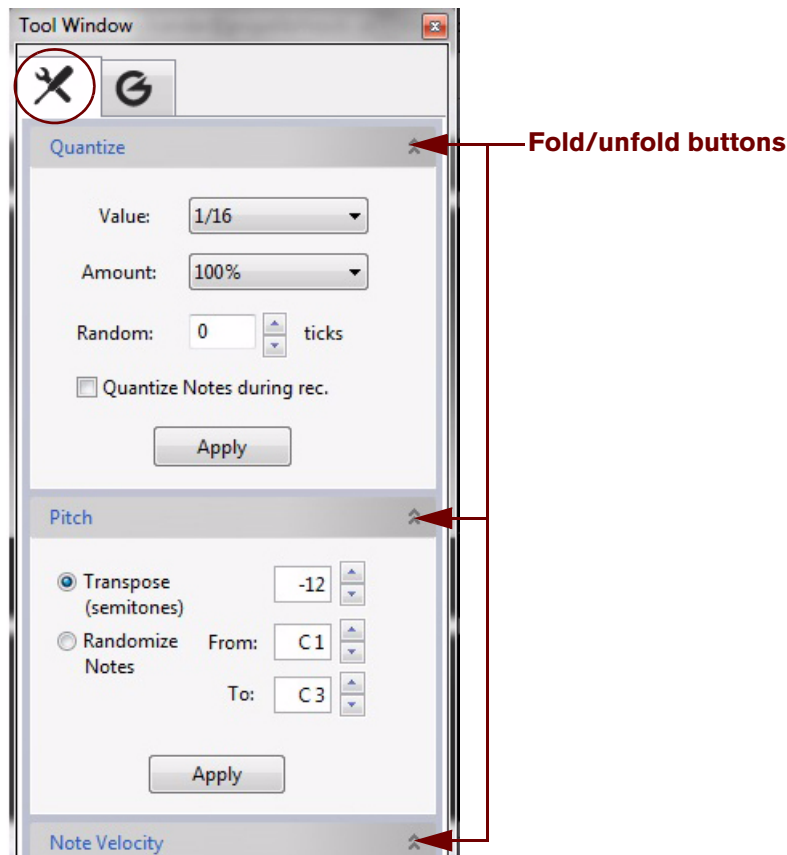 Tool Window
Quantize
Fold/unfold buttons
Value: 1/16
Amount: 100%
Random: 0 ticks
Quantize Notes during rec.
Apply
Pitch
Transpose -12
(semitones)
Randomize From: C 1
Notes
To: C 3
Apply
Note Velocity